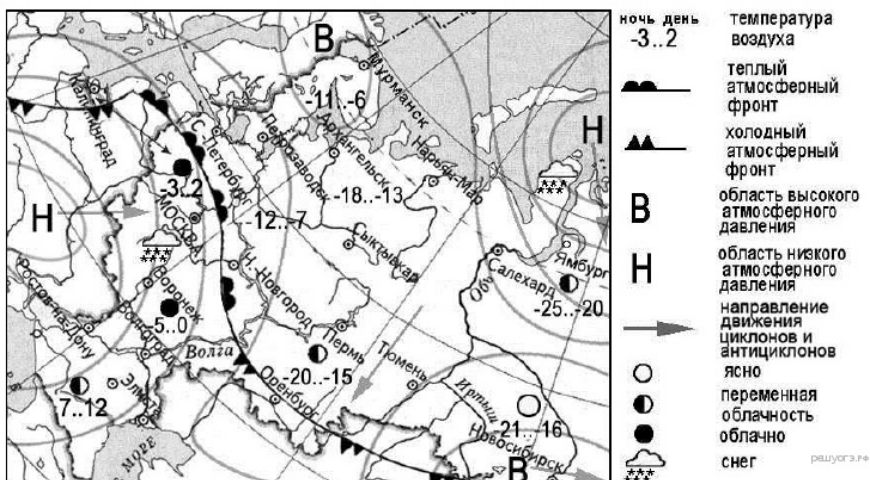 В
Мурманск
-11..-6
Калининград
С.Петербург
Петрозаводск
Архангельск
Нарьян-Мар
Н
-3..2
МОСКВА
-18..-13
-12..-7
Н
Сыктывкар
Ямбург
Салехард
Обь
-25..-20
Н. Новгород
Воронеж
-5..0
Ростов-на-Дону
Волгоград
Волга
Пермь
-20..-15
Тюмень
Оренбург
Элиста
7..12
Иртыш
-21..-16
Новосибирск
МОРЕ
В
ночь день
-3..2
температура
воздуха
теплый
атмосферный
фронт
холодный
атмосферный
фронт
В
область высокого
атмосферного
давления
Н
область низкого
атмосферного
давления
направление
движения
циклонов и
антициклонов
ясно
переменная
облачность
облачно
снег
решуогэ.рф